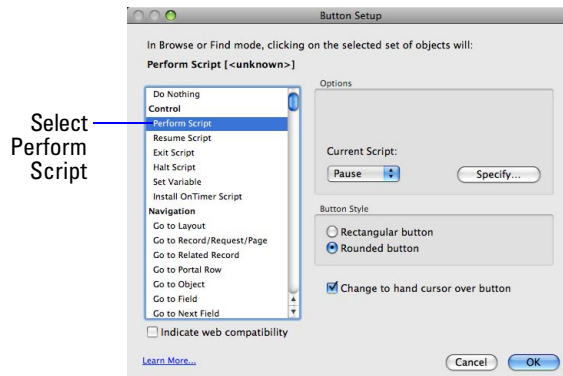 Button Setup
In Browse or Find mode, clicking on the selected set of objects will:
Perform Script [<unknown>]
Do Nothing
Control
Perform Script
Resume Script
Exit Script
Halt Script
Set Variable
Install OnTimer Script
Navigation
Go to Layout
Go to Record/Request/Page
Go to Related Record
Go to Portal Row
Go to Object
Go to Field
Go to Next Field
Indicate web compatibility
Learn More...
Options
Current Script:
Pause
Specify...
Button Style
Rectangular button
Rounded button
Change to hand cursor over button
Cancel
OK
Select
Perform
Script